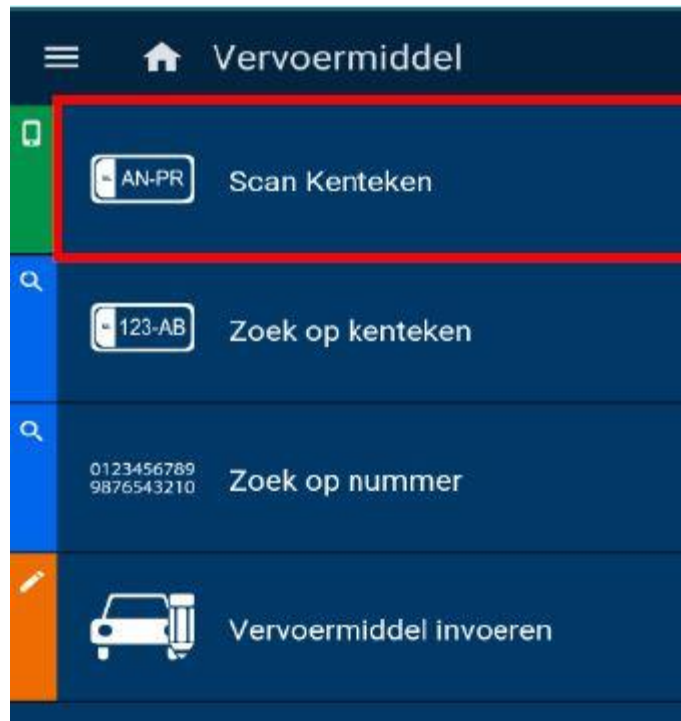 Vervoermiddel
AN-PR
Scan Kenteken
123-AB
Zoek op kenteken
0123456789
9876543210
Zoek op nummer
Vervoermiddel invoeren